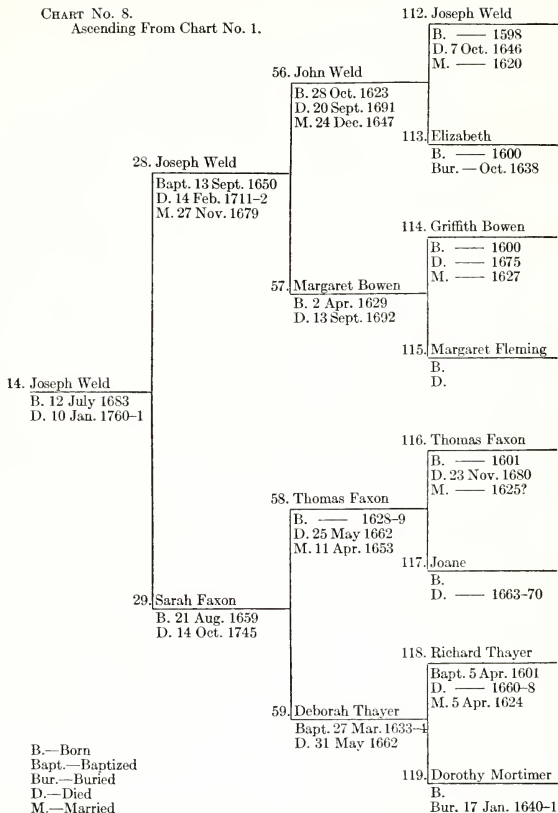 CHART NO. 8.
Ascending From Chart No. 1.
112. Joseph Weld
B. —— 1598
D. 7 Oct. 1646
M. —— 1620
56. John Weld
B. 28 Oct. 1623
D. 20 Sept. 1691
M. 24 Dec. 1647
113. Elizabeth
B. —— 1600
Bur. — Oct. 1638
28. Joseph Weld
Bapt. 13 Sept. 1650
D. 14 Feb. 1711–2
M. 27 Nov. 1679
114. Griffith Bowen
B. —— 1600
D. —— 1675
M. —— 1627
57. Margaret Bowen
B. 2 Apr. 1629
D. 13 Sept. 1692
115. Margaret Fleming
B.
D.
14. Joseph Weld
B. 12 July 1683
D. 10 Jan. 1760–1
116. Thomas Faxon
B. —— 1601
D. 23 Nov. 1680
M. —— 1625?
58. Thomas Faxon
B. —— 1628–9
D. 25 May 1662
M. 11 Apr. 1653
117. Joane
B.
D. —— 1663–70
29. Sarah Faxon
B. 21 Aug. 1659
D. 14 Oct. 1745
118. Richard Thayer
Bapt. 5 Apr. 1601
D. —— 1660–8
M. 5 Apr. 1624
59. Deborah Thayer
Bapt. 27 Mar. 1633–4
D. 31 May 1662
119. Dorothy Mortimer
B.
Bur. 17 Jan. 1640–1
B.—Born
Bapt.—Baptized
Bur.—Buried
D.—Died
M.—Married